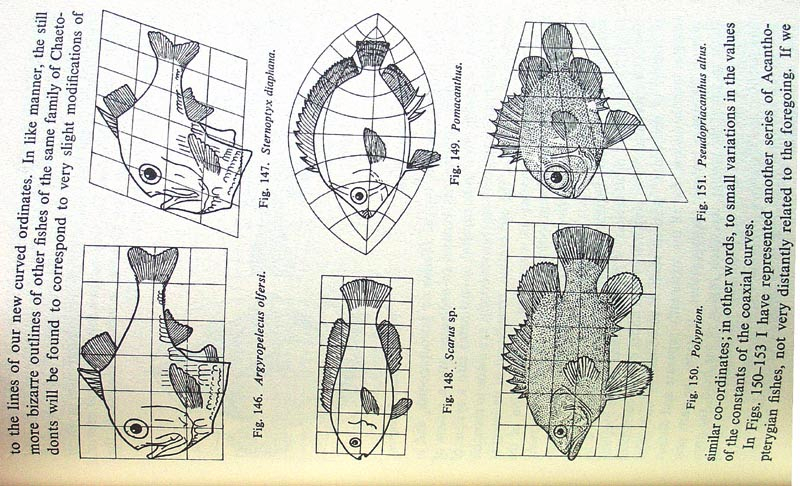 to the lines of our new curved ordinates. In like manner, the still
more bizarre outlines of other fishes of the same family of Chaeto-
donts will be found to correspond to very slight modifications of
Fig. 146. Argyropelecus olfersi.
Fig. 147. Sternoptyx diaphana.
Fig. 148. Scarus sp.
Fig. 149. Pomacanthus.
Fig. 150. Polyprion.
Fig. 151. Pseudopriacanthus altus.
similar co-ordinates; in other words, to small variations in the values
of the constants of the coaxial curves.
In Figs. 150–153 I have represented another series of Acantho-
pterygian fishes, not very distantly related to the foregoing. If we